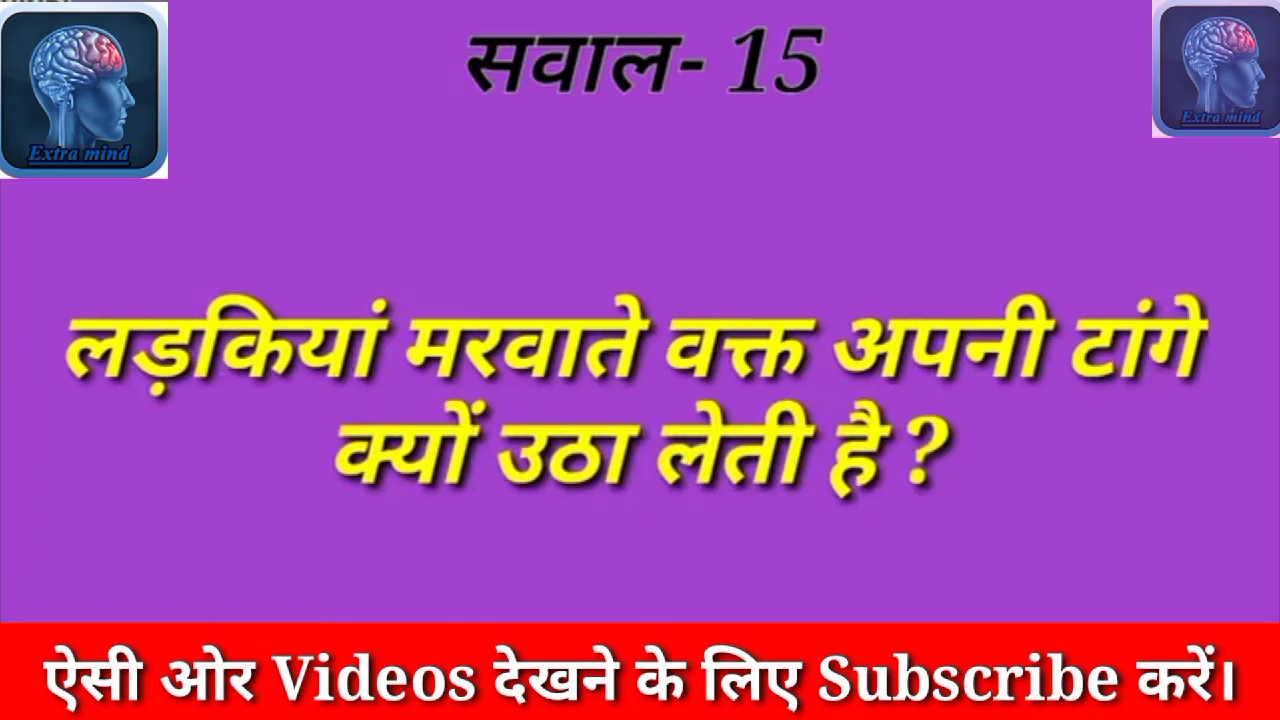 सवाल- 15
Extra mind
Extra mind
लड़कियां मरवाते वक्त अपनी टांगे
क्यों उठा लेती है ?
ऐसी ओर Videos देखने के लिए Subscribe करें।